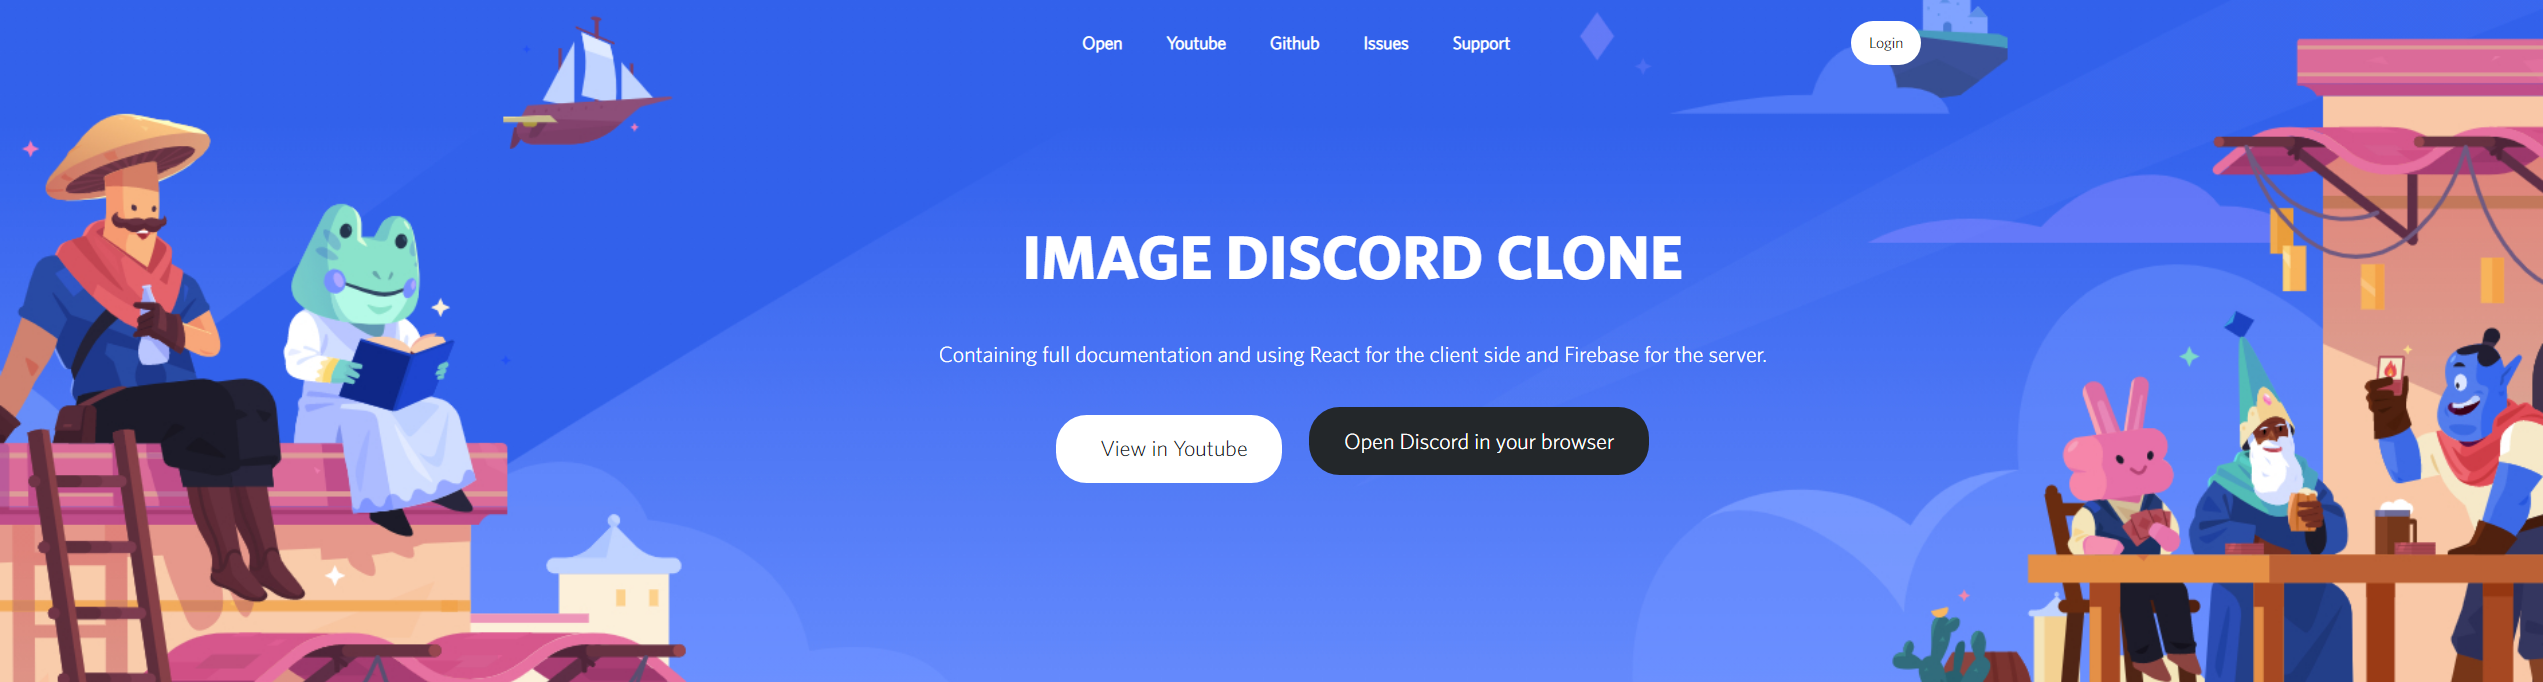 Open Youtube Github Issues Support Login
IMAGE DISCORD CLONE
Containing full documentation and using React for the client side and Firebase for the server.
View in Youtube Open Discord in your browser